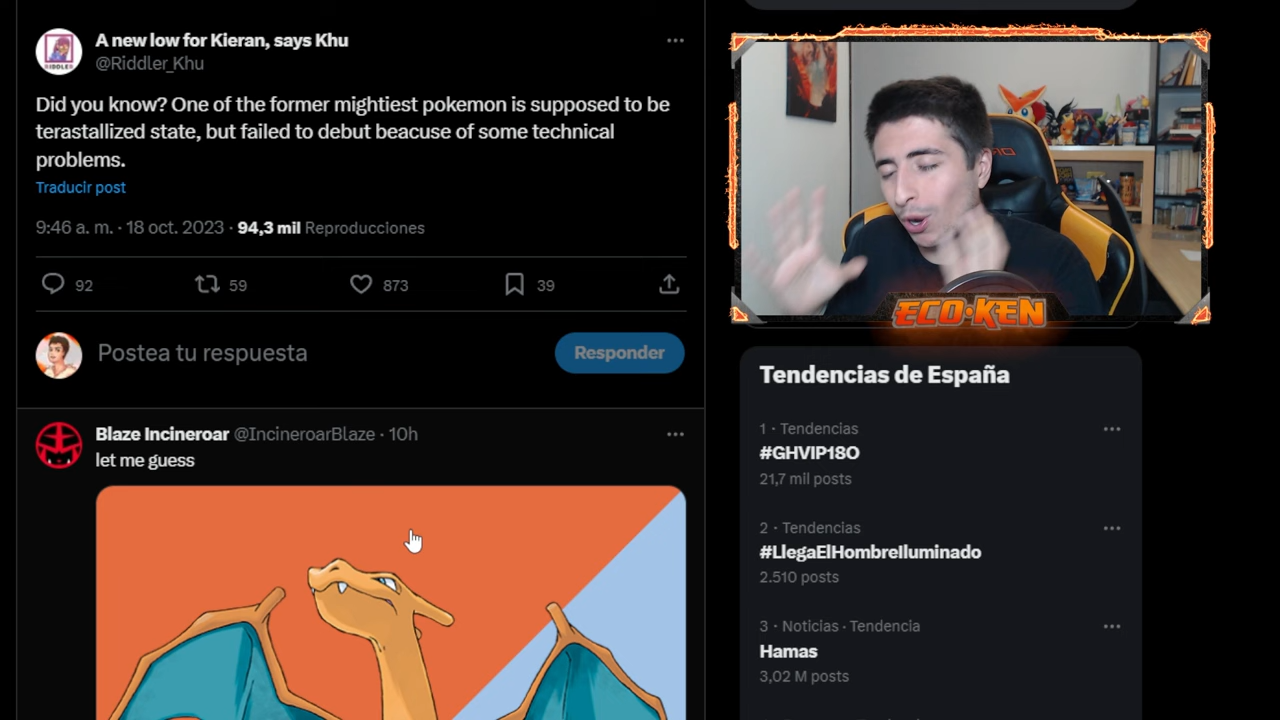 A new low for Kieran, says Khu
@Riddler_Khu
Did you know? One of the former mightiest pokemon is supposed to be
terastallized state, but failed to debut beacuse of some technical
problems.
Traducir post
9:46 a. m. · 18 oct. 2023 · 94,3 mil Reproducciones
92 59 873 39
Postea tu respuesta
Responder
Blaze Incineroar @IncineroarBlaze · 10h
let me guess
ECO·KEN
Tendencias de España
1 · Tendencias
#GHVIP18O
21,7 mil posts
2 · Tendencias
#LlegaElHombreIluminado
2.510 posts
3 · Noticias · Tendencia
Hamas
3,02 M posts